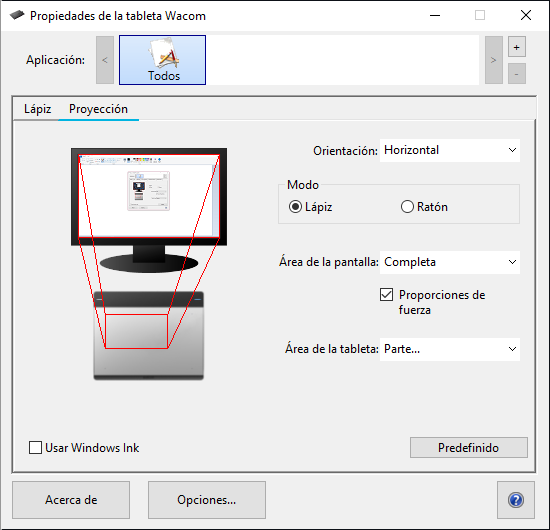 Propiedades de la tableta Wacom
Aplicación:
<
Todos
>
+
-
Lápiz
Proyección
Orientación: Horizontal
Modo
Lápiz
Ratón
Área de la pantalla: Completa
Proporciones de
fuerza
Área de la tableta: Parte...
Usar Windows Ink
Predefinido
Acerca de
Opciones...
?